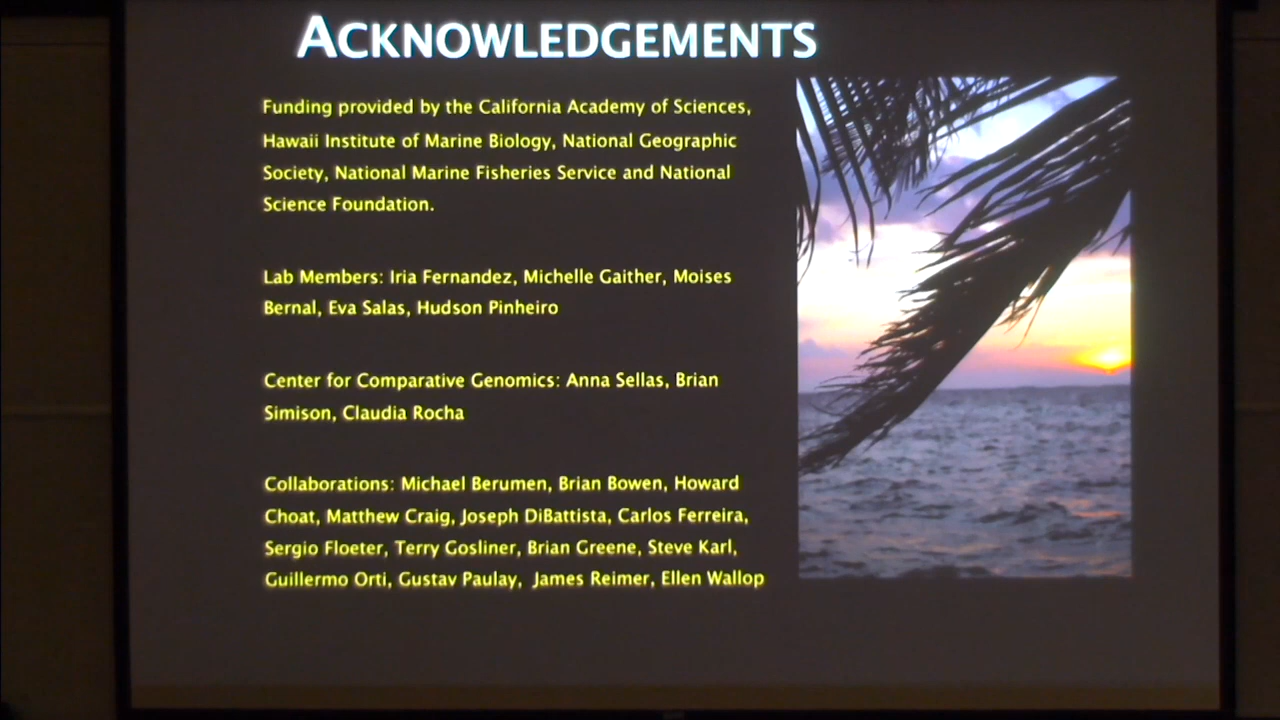 ACKNOWLEDGEMENTS
Funding provided by the California Academy of Sciences,
Hawaii Institute of Marine Biology, National Geographic
Society, National Marine Fisheries Service and National
Science Foundation.
Lab Members: Iria Fernandez, Michelle Gaither, Moises
Bernal, Eva Salas, Hudson Pinheiro
Center for Comparative Genomics: Anna Sellas, Brian
Simison, Claudia Rocha
Collaborations: Michael Berumen, Brian Bowen, Howard
Choat, Matthew Craig, Joseph DiBattista, Carlos Ferreira,
Sergio Floeter, Terry Gosliner, Brian Greene, Steve Karl,
Guillermo Orti, Gustav Paulay, James Reimer, Ellen Wallop